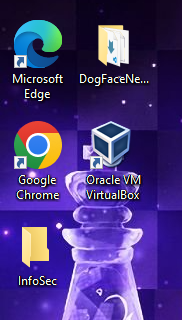 Microsoft
Edge
DogFaceNe...
Google
Chrome
Oracle VM
VirtualBox
InfoSec